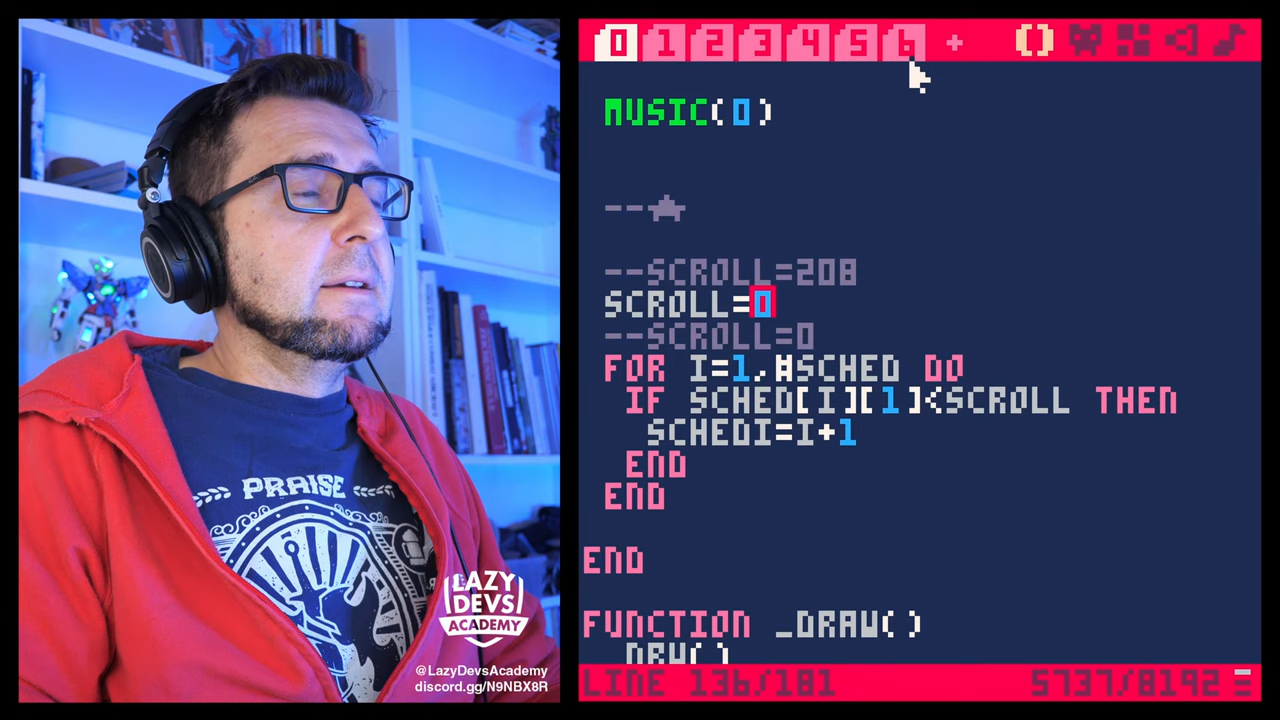 PRAISE
LAZY
DEVS
ACADEMY
@LazyDevsAcademy
discord.gg/N9NBX8R
0 1 2 3 4 5 6 +
MUSIC(0)
--
--SCROLL=208
SCROLL=0
--SCROLL=0
FOR I=1,#SCHED DO
IF SCHED[I][1]<SCROLL THEN
SCHEDI=I+1
END
END
END
FUNCTION _DRAW()
DRW()
LINE 136/181
5737/8192